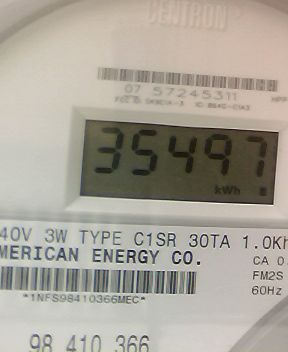 CENTRON®
07 57245311
35497
kWh
40V 3W TYPE C1SR 30TA 1.0Kh
MERICAN ENERGY CO.
CA 0.
FM2S
60Hz
*1NFS98410366MEC*
98 410 366